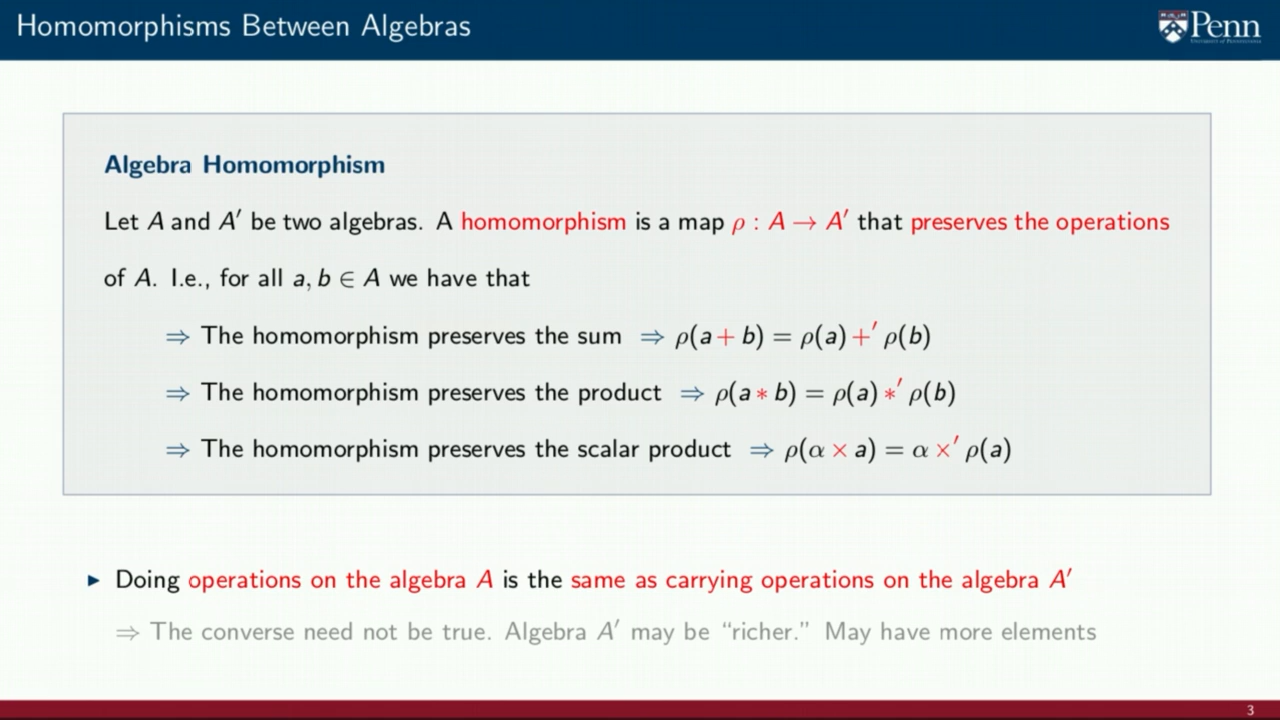 Homomorphisms Between Algebras
Penn
Algebra Homomorphism
Let A and A′ be two algebras. A homomorphism is a map ρ : A → A′ that preserves the operations
of A. I.e., for all a, b ∈ A we have that
⇒ The homomorphism preserves the sum ⇒ ρ(a + b) = ρ(a) +′ ρ(b)
⇒ The homomorphism preserves the product ⇒ ρ(a * b) = ρ(a) *′ ρ(b)
⇒ The homomorphism preserves the scalar product ⇒ ρ(α × a) = α ×′ ρ(a)
▶ Doing operations on the algebra A is the same as carrying operations on the algebra A′
⇒ The converse need not be true. Algebra A′ may be “richer.” May have more elements
3